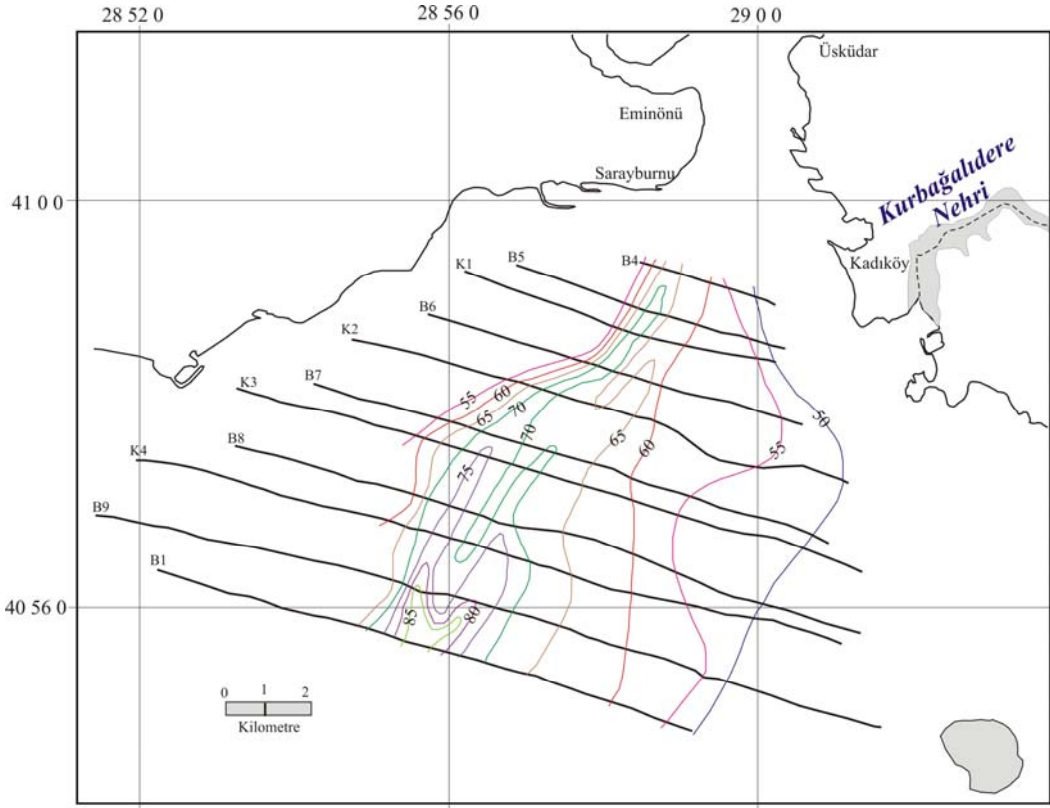 28 52 0
28 56 0
29 0 0
Üsküdar
Eminönü
Sarayburnu
41 0 0
Kurbağalıdere
Nehri
Kadıköy
K1
B5
B4
B6
K2
B7
K3
B8
K4
B9
B1
55
60
65
70
70
75
65
60
55
50
85
80
40 56 0
0 1 2
Kilometre